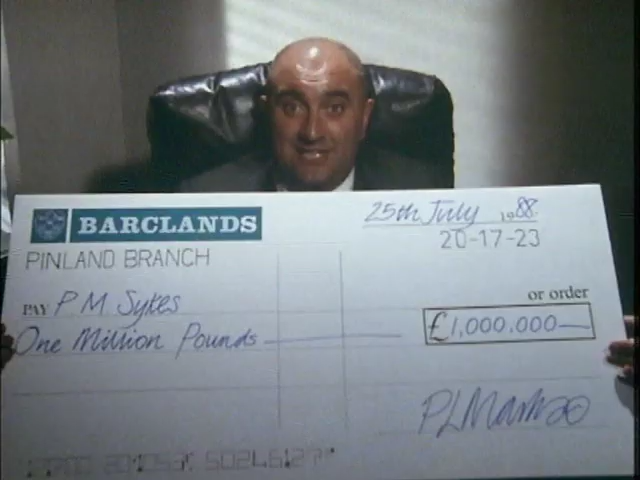 BARCLANDS
25th July 1988
20-17-23
PINLAND BRANCH
PAY P M Sykes
or order
One Million Pounds
£1,000,000